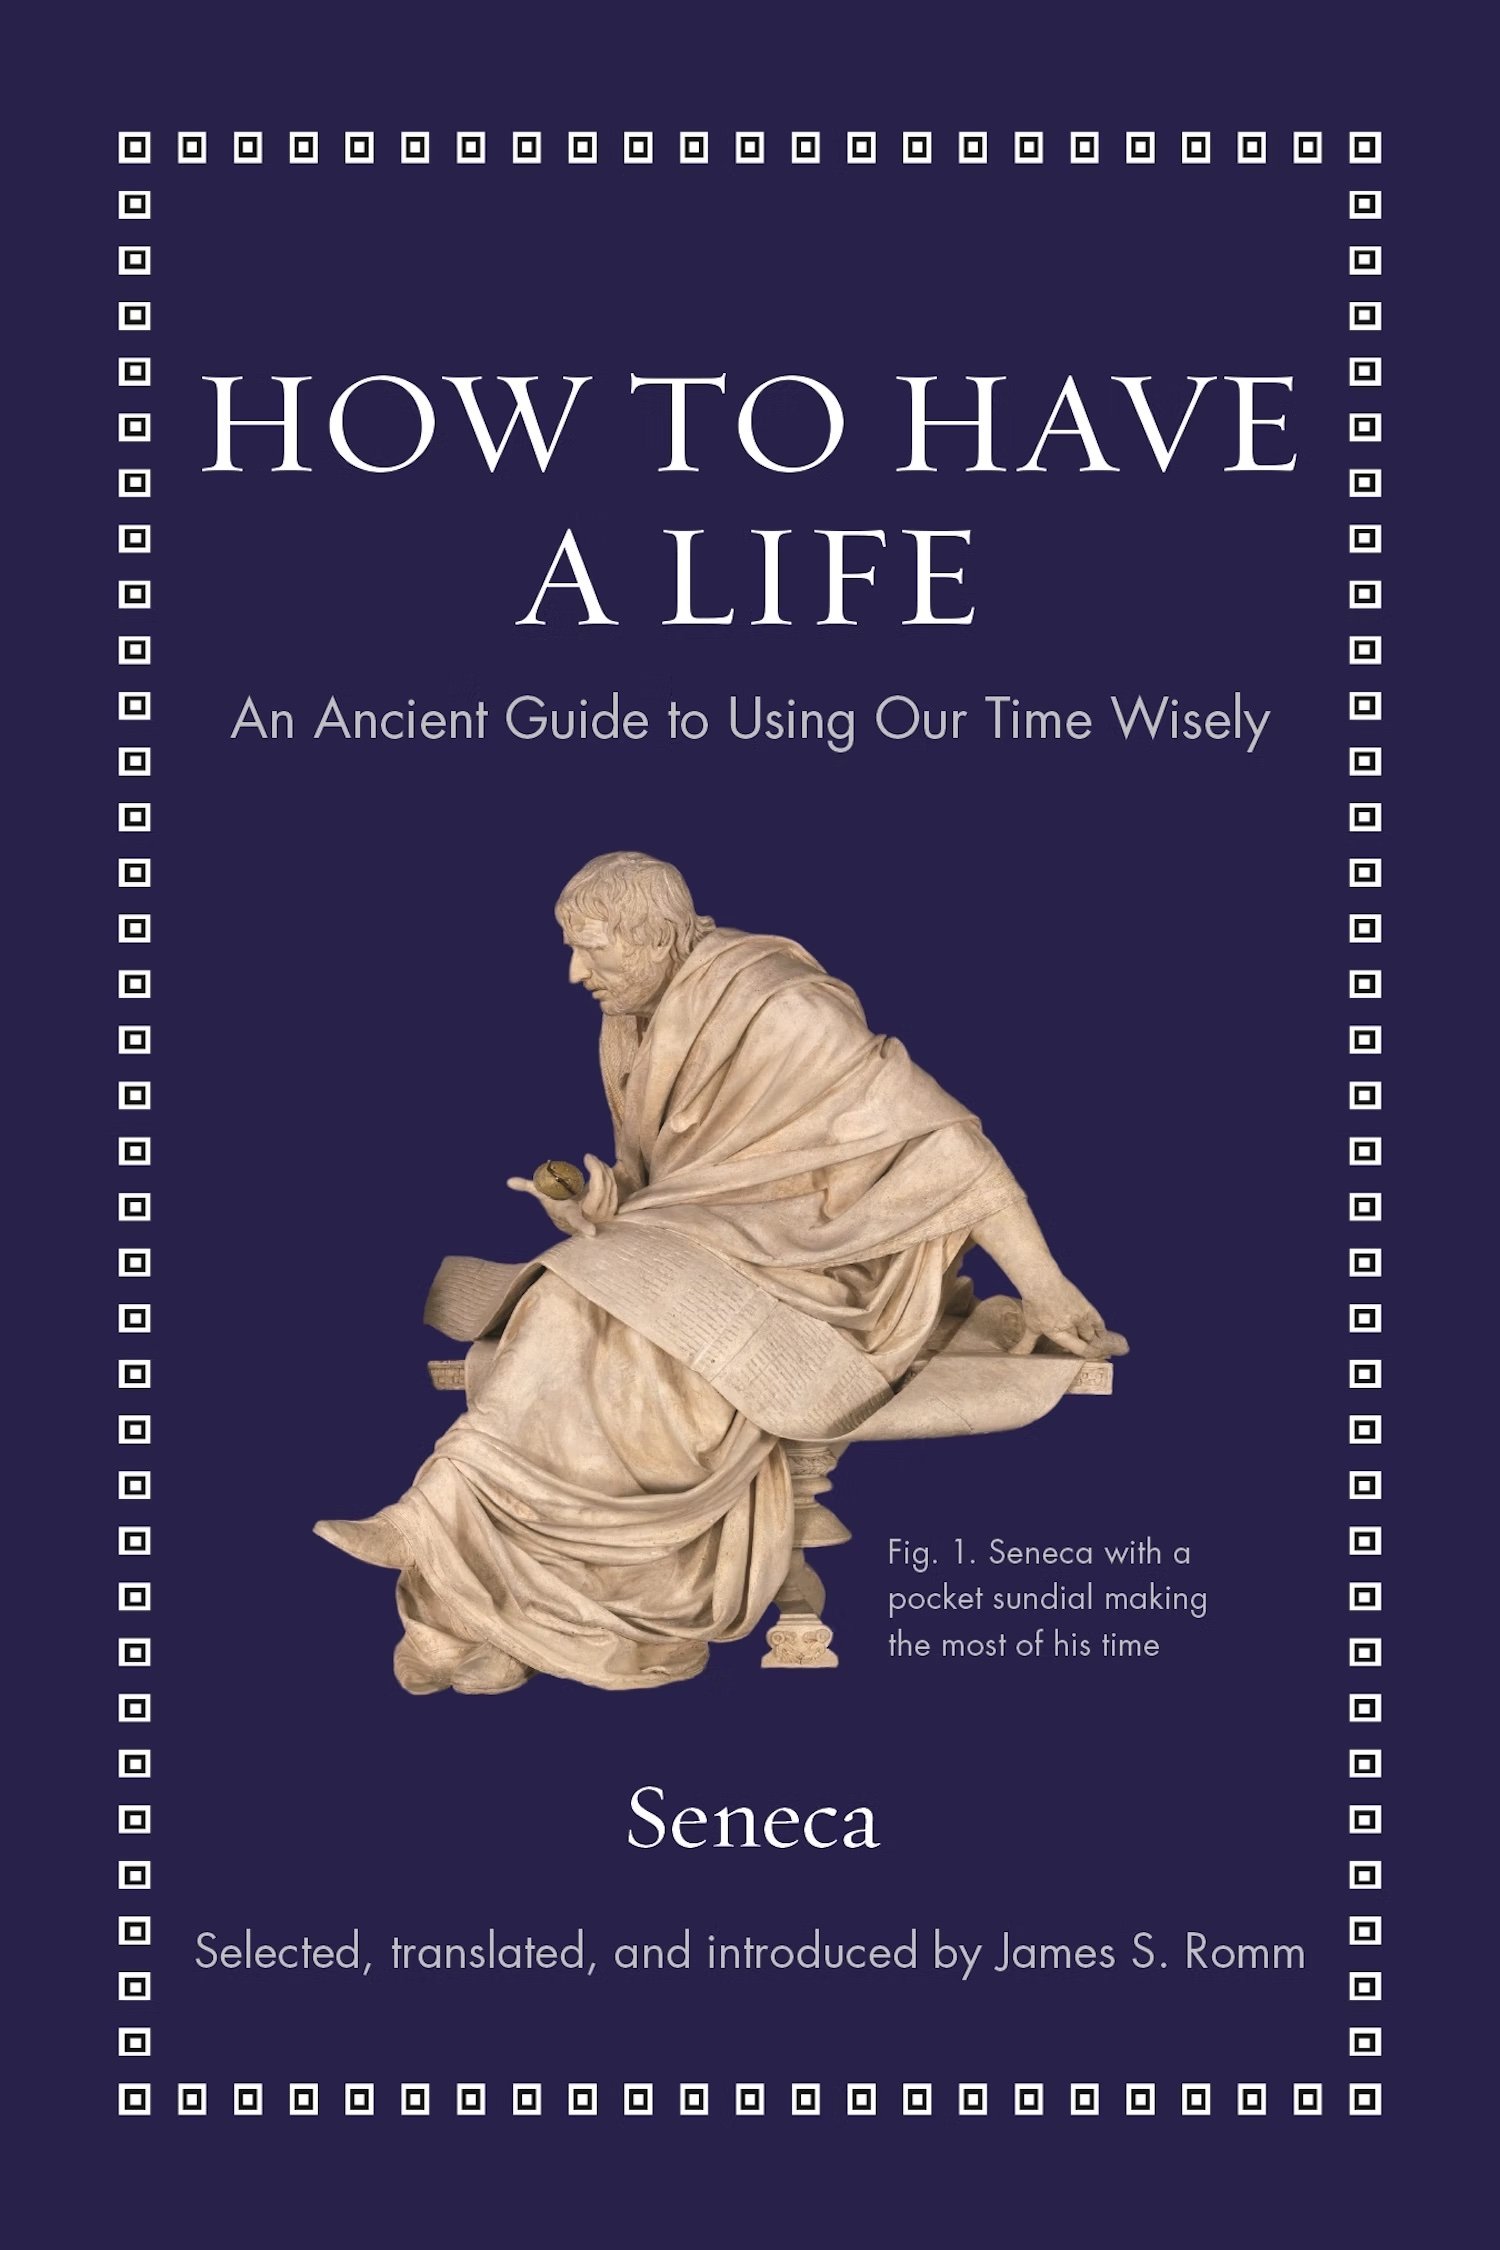 HOW TO HAVE
A LIFE
An Ancient Guide to Using Our Time Wisely
Fig. 1. Seneca with a
pocket sundial making
the most of his time
Seneca
Selected, translated, and introduced by James S. Romm